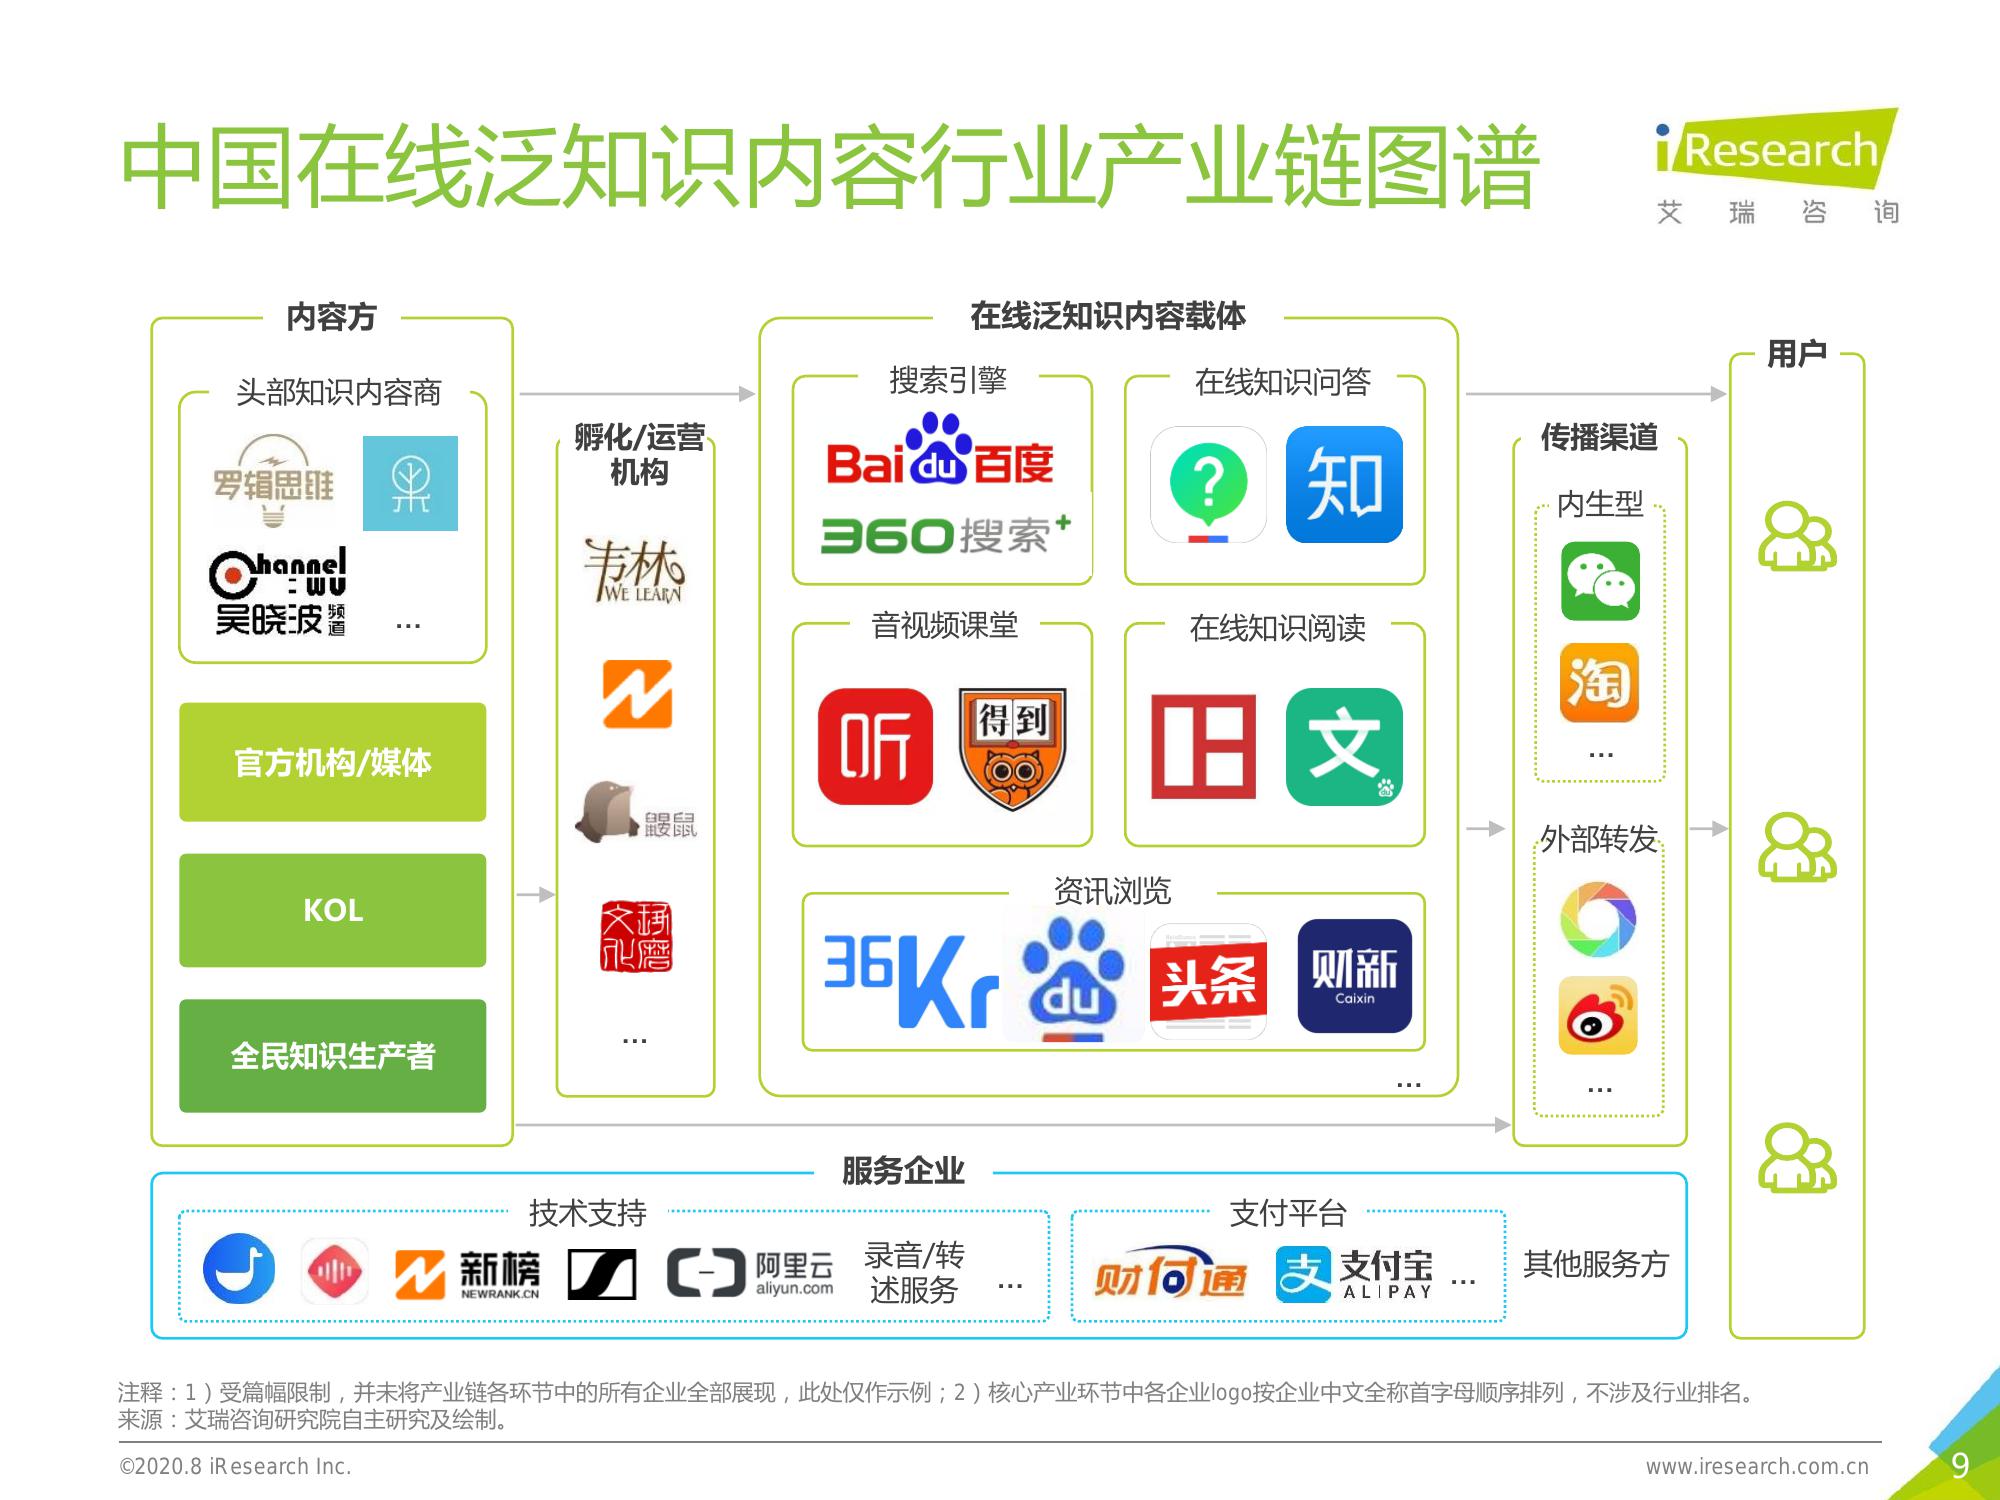 中国在线泛知识内容行业产业链图谱
iResearch
艾瑞咨询
内容方
头部知识内容商
罗辑思维
Channel
:wu
吴晓波频道
...
官方机构/媒体
KOL
全民知识生产者
孵化/运营
机构
韦林
WE LEARN
鼹鼠
...
在线泛知识内容载体
搜索引擎
Baidu百度
360搜索+
在线知识问答
?
知
音视频课堂
听
得到
在线知识阅读
文
du
资讯浏览
36Kr
du
头条
财新
Caixin
...
传播渠道
内生型
淘
...
外部转发
...
用户
服务企业
技术支持
新榜
NEWRANK.CN
阿里云
aliyun.com
录音/转
述服务
...
支付平台
财付通
支 支付宝
ALIPAY
...
其他服务方
注释：1）受篇幅限制，并未将产业链各环节中的所有企业全部展现，此处仅作示例；2）核心产业环节中各企业logo按企业中文全称首字母顺序排列，不涉及行业排名。
来源：艾瑞咨询研究院自主研究及绘制。
©2020.8 iResearch Inc.
www.iresearch.com.cn
9